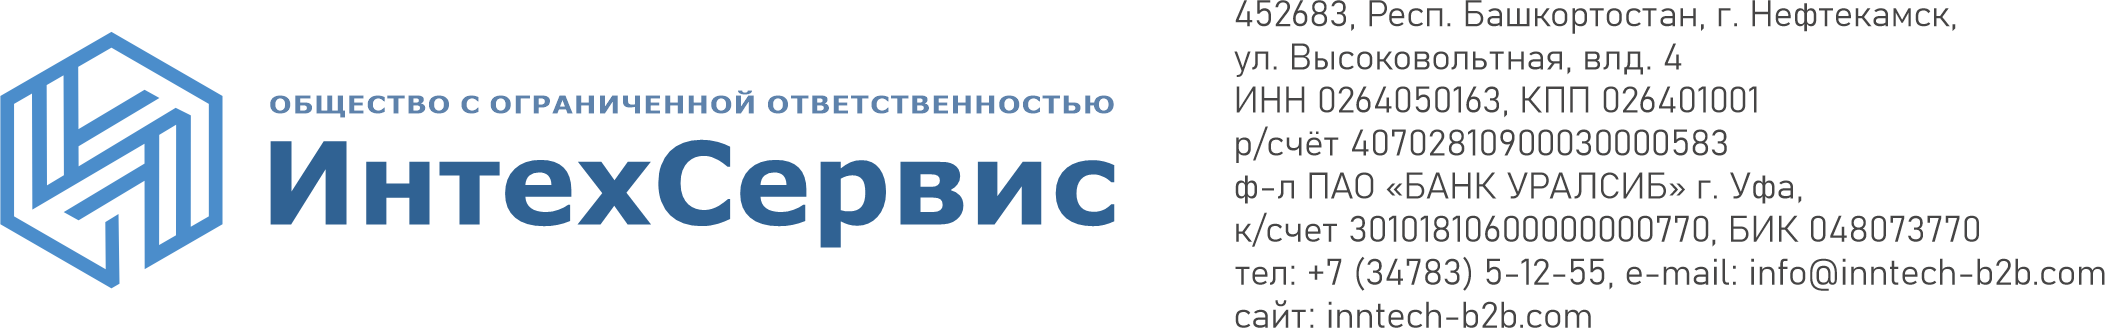 ОБЩЕСТВО С ОГРАНИЧЕННОЙ ОТВЕТСТВЕННОСТЬЮ
ИнтехСервис
452683, Респ. Башкортостан, г. Нефтекамск,
ул. Высоковольтная, влд. 4
ИНН 0264050163, КПП 026401001
р/счёт 40702810900030000583
ф-л ПАО «БАНК УРАЛСИБ» г. Уфа,
к/счет 30101810600000000770, БИК 048073770
тел: +7 (34783) 5-12-55, e-mail: info@inntech-b2b.com
сайт: inntech-b2b.com